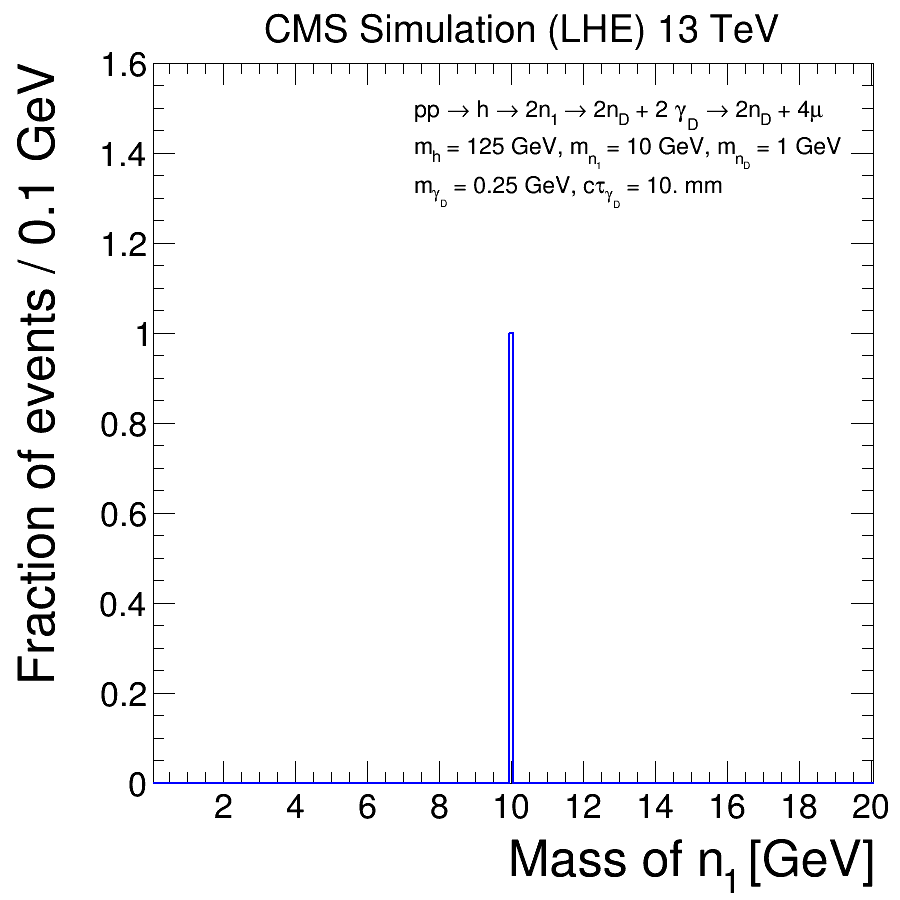 CMS Simulation (LHE) 13 TeV
Fraction of events / 0.1 GeV
1.6
1.4
1.2
1
0.8
0.6
0.4
0.2
0
pp → h → 2n₁ → 2n_D + 2 γ_D → 2n_D + 4μ
m_h = 125 GeV, m_n₁ = 10 GeV, m_n_D = 1 GeV
m_γ_D = 0.25 GeV, cτ_γ_D = 10. mm
2 4 6 8 10 12 14 16 18 20
Mass of n₁ [GeV]